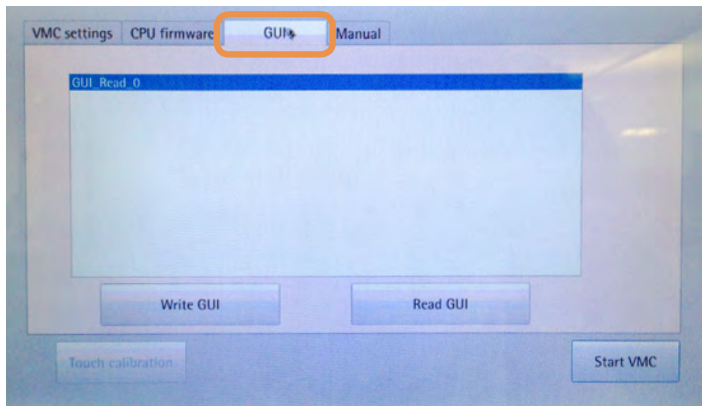 VMC settings CPU firmware GUI Manual
GUI_Read_0
Write GUI Read GUI
Touch calibration Start VMC